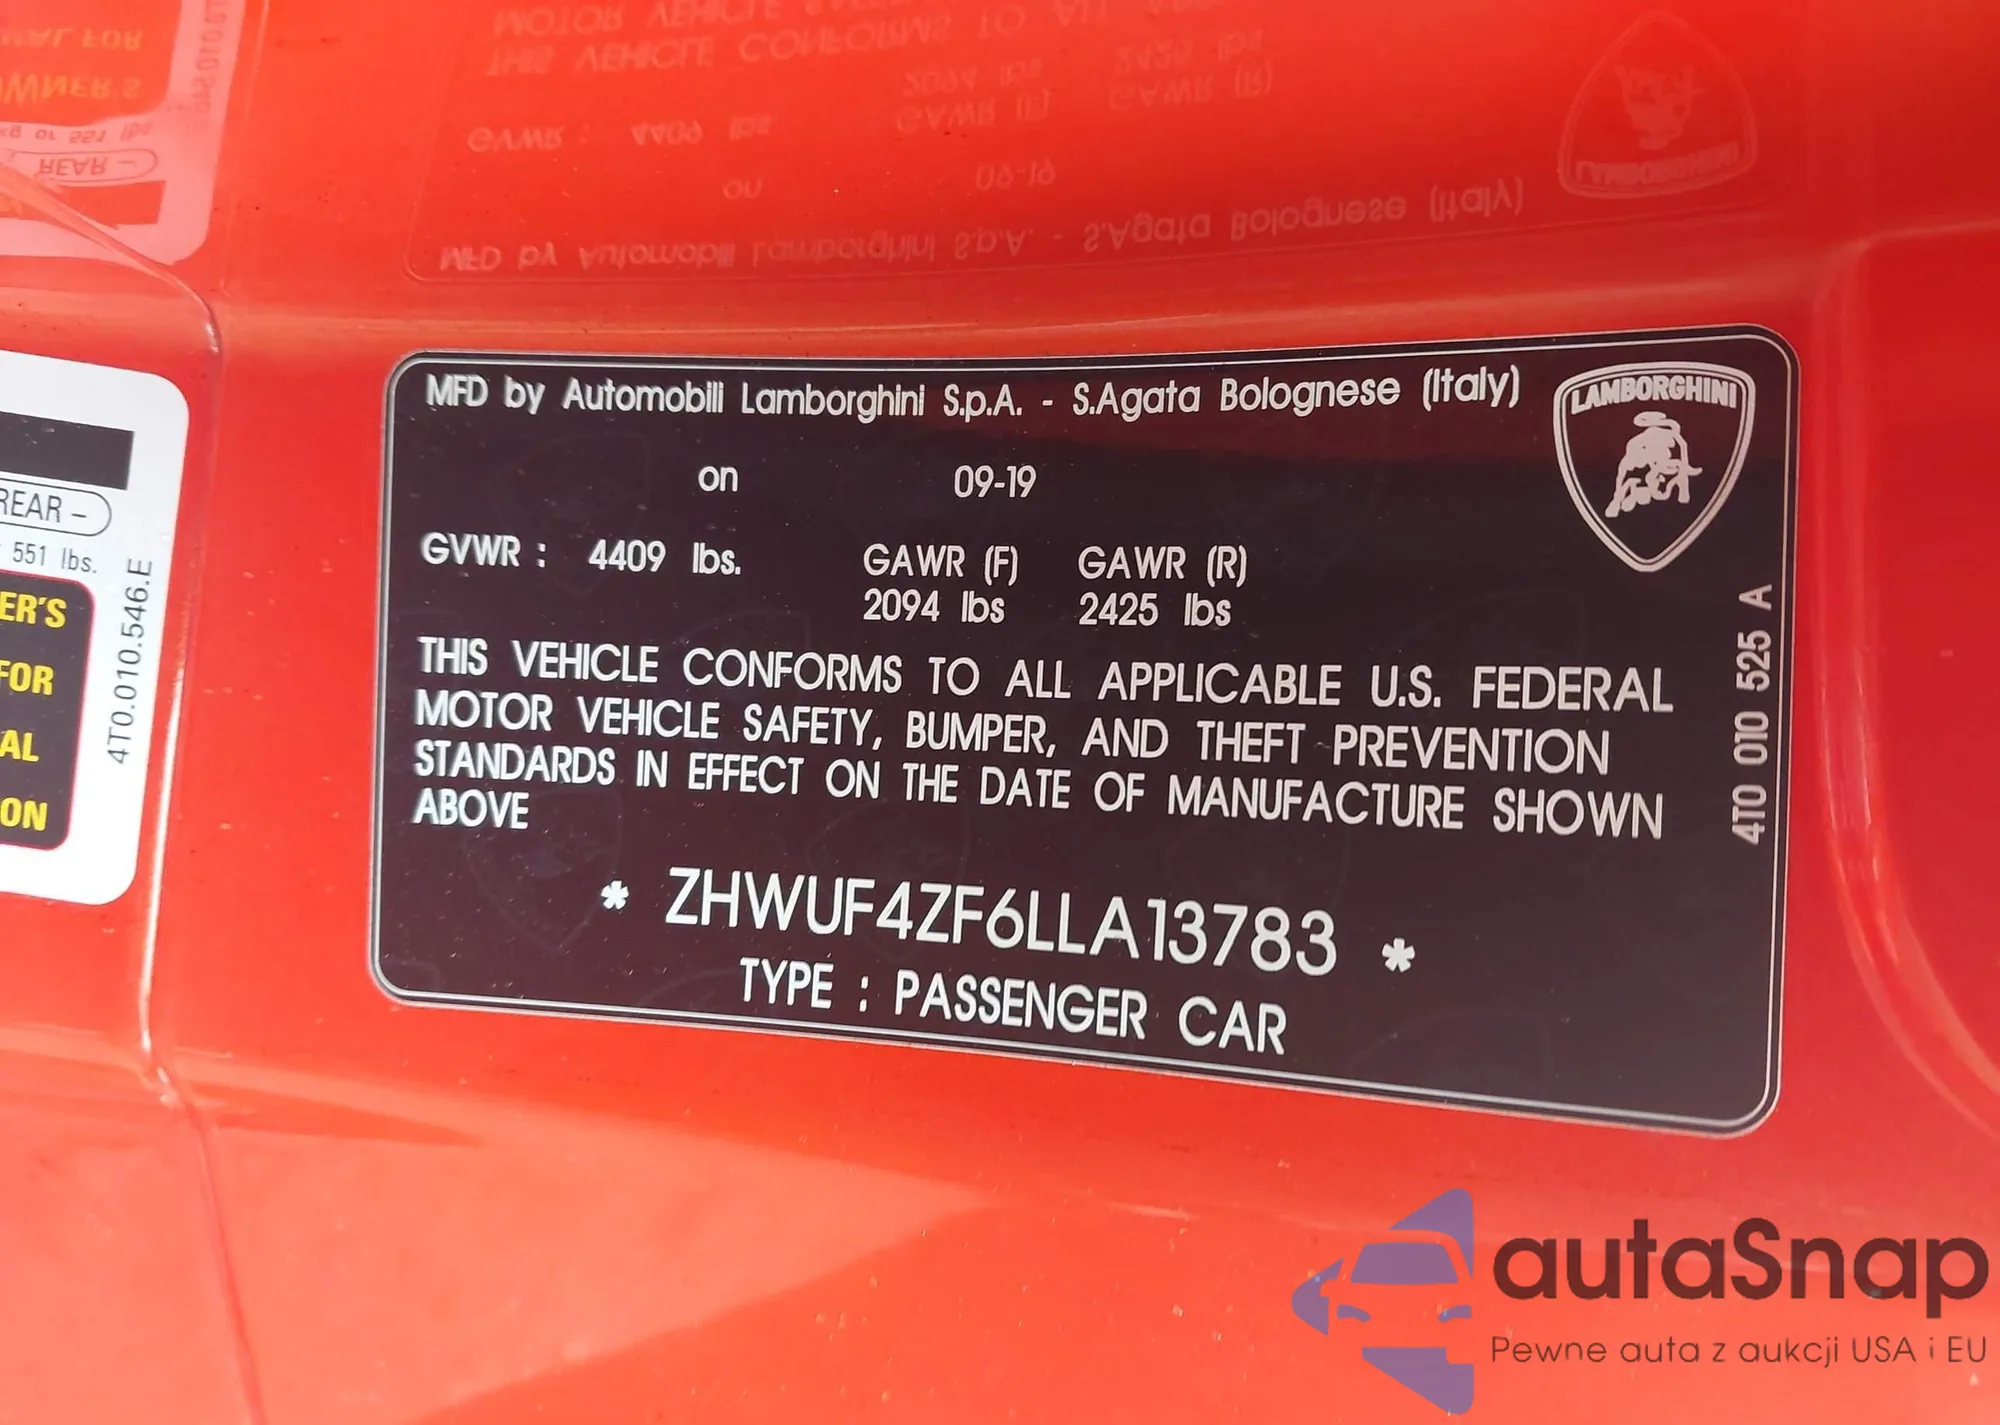 MFD by Automobili Lamborghini S.p.A. - S.Agata Bolognese (Italy)
LAMBORGHINI
on 09-19
GVWR : 4409 lbs. GAWR (F) GAWR (R)
2094 lbs 2425 lbs
THIS VEHICLE CONFORMS TO ALL APPLICABLE U.S. FEDERAL
MOTOR VEHICLE SAFETY, BUMPER, AND THEFT PREVENTION
STANDARDS IN EFFECT ON THE DATE OF MANUFACTURE SHOWN
ABOVE
* ZHWUF4ZF6LLA13783 *
TYPE : PASSENGER CAR
4T0 010 525 A
REAR -
551 lbs.
ER'S
FOR
AL
ON
4T0.010.546.E
autaSnap
Pewne auta z aukcji USA i EU